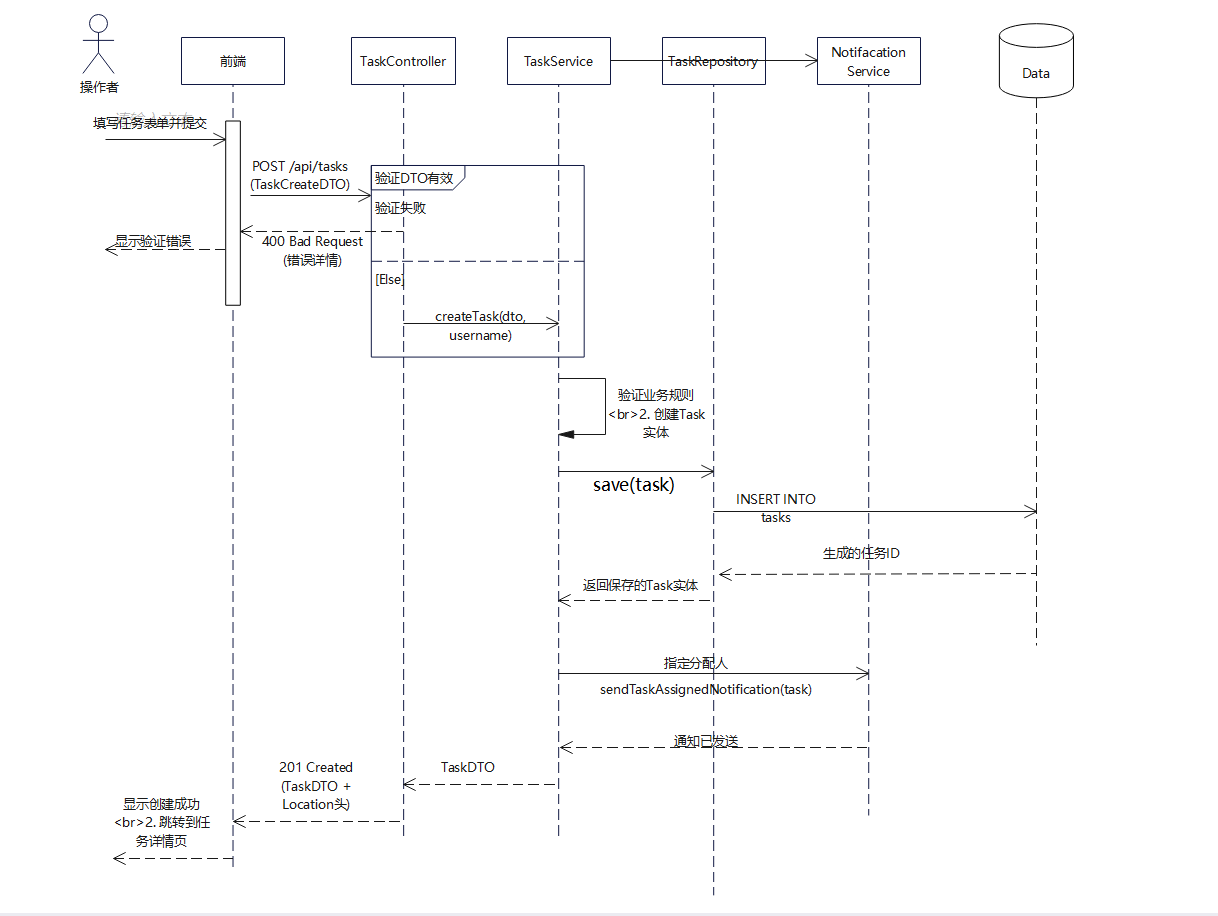 操作者
前端
TaskController
TaskService
TaskRepository
Notifacation
Service
Data
填写任务表单并提交
POST /api/tasks
(TaskCreateDTO)
验证DTO有效
验证失败
400 Bad Request
(错误详情)
显示验证错误
[Else]
createTask(dto,
username)
验证业务规则
<br>2. 创建Task
实体
save(task)
INSERT INTO
tasks
生成的任务ID
返回保存的Task实体
指定分配人
sendTaskAssignedNotification(task)
通知已发送
TaskDTO
201 Created
(TaskDTO +
Location头)
显示创建成功
<br>2. 跳转到任
务详情页